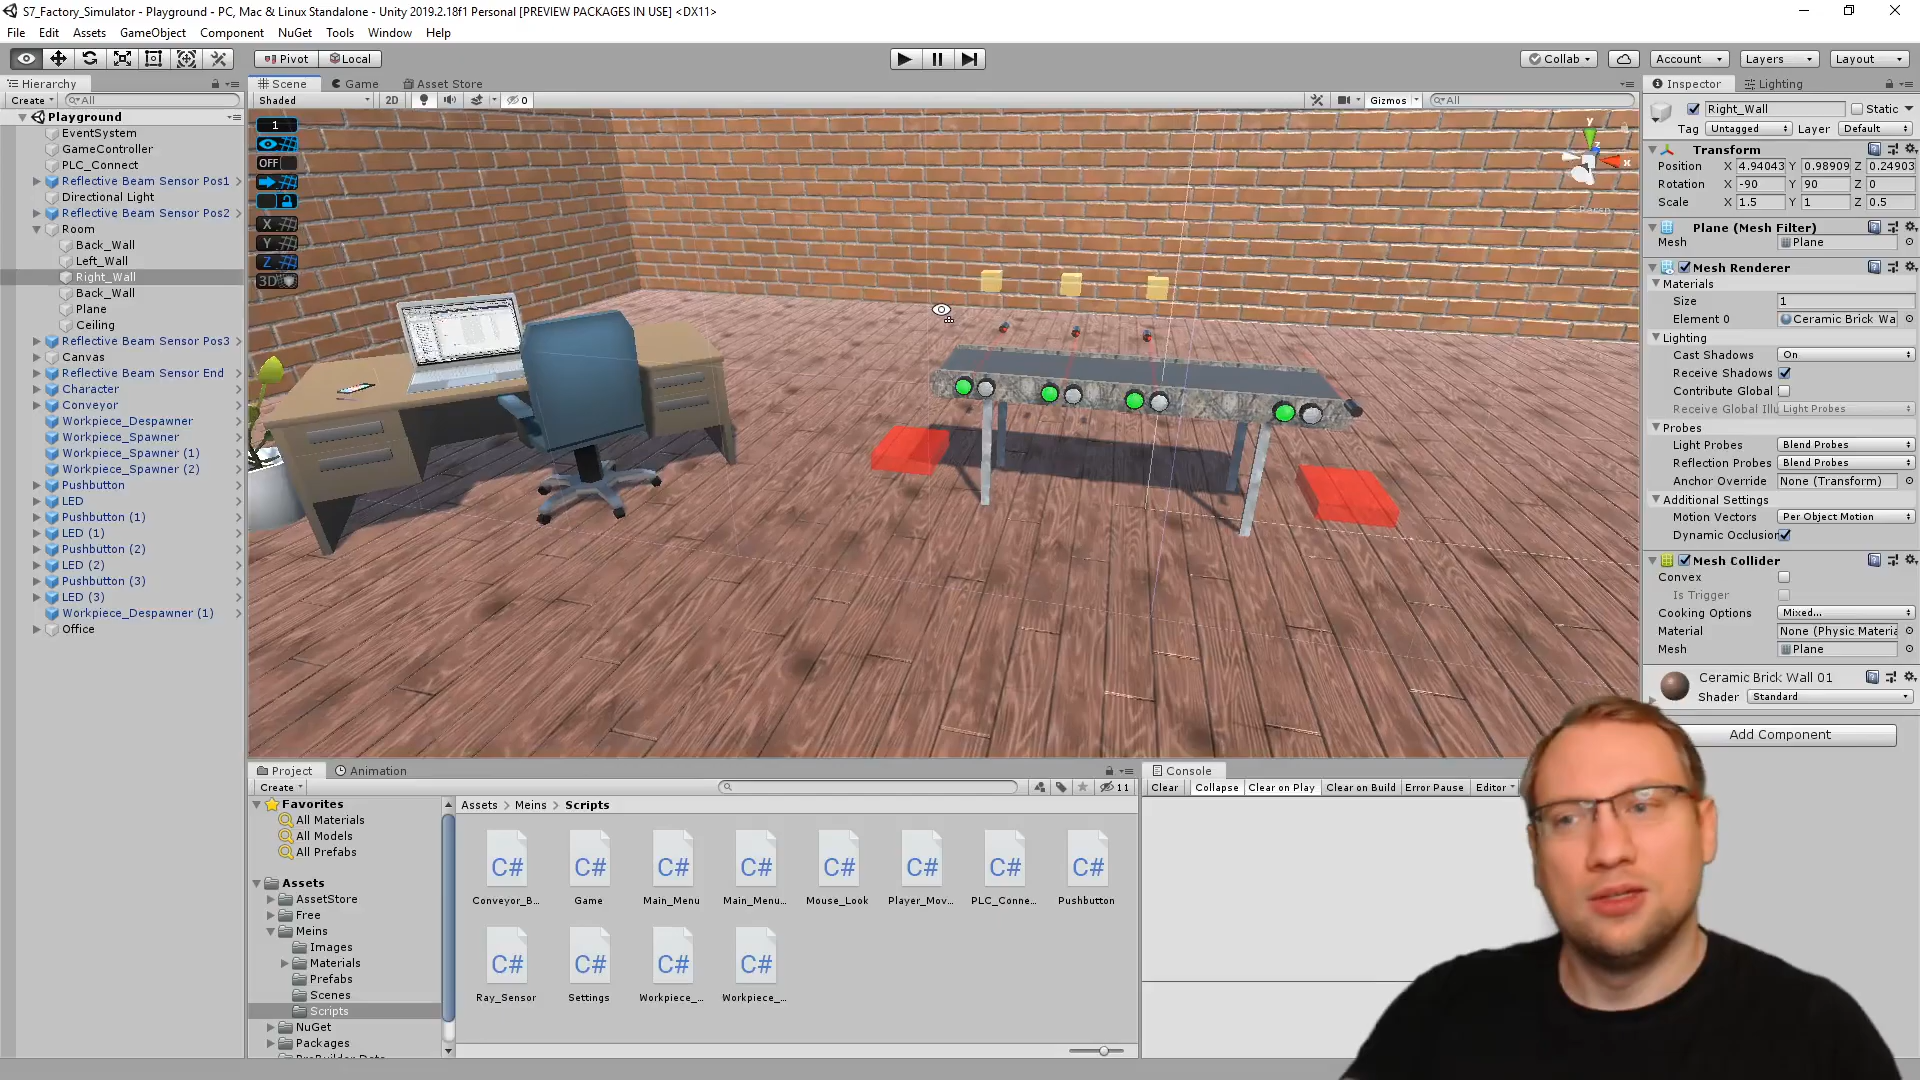 S7_Factory_Simulator - Playground - PC, Mac & Linux Standalone - Unity 2019.2.18f1 Personal [PREVIEW PACKAGES IN USE] <DX11>
File Edit Assets GameObject Component NuGet Tools Window Help
Pivot Local Collab Account Layers Layout
Hierarchy
Create All
Playground
EventSystem
GameController
PLC_Connect
Reflective Beam Sensor Pos1
Directional Light
Reflective Beam Sensor Pos2
Room
Back_Wall
Left_Wall
Right_Wall
Back_Wall
Plane
Ceiling
Reflective Beam Sensor Pos3
Canvas
Reflective Beam Sensor End
Character
Conveyor
Workpiece_Despawner
Workpiece_Spawner
Workpiece_Spawner (1)
Workpiece_Spawner (2)
Pushbutton
LED
Pushbutton (1)
LED (1)
Pushbutton (2)
LED (2)
Pushbutton (3)
LED (3)
Workpiece_Despawner (1)
Office
Scene Game Asset Store
Shaded 2D 0 Gizmos All
1
OFF
X
Y
Z
3D
y
z
x
Persp
Inspector Lighting
Right_Wall Static
Tag Untagged Layer Default
Transform
Position X 4.94043 Y 0.98909 Z 0.24903
Rotation X -90 Y 90 Z 0
Scale X 1.5 Y 1 Z 0.5
Plane (Mesh Filter)
Mesh Plane
Mesh Renderer
Materials
Size 1
Element 0 Ceramic Brick Wa
Lighting
Cast Shadows On
Receive Shadows
Contribute Global
Receive Global Illu Light Probes
Probes
Light Probes Blend Probes
Reflection Probes Blend Probes
Anchor Override None (Transform)
Additional Settings
Motion Vectors Per Object Motion
Dynamic Occlusion
Mesh Collider
Convex
Is Trigger
Cooking Options Mixed...
Material None (Physic Materia
Mesh Plane
Ceramic Brick Wall 01
Shader Standard
Add Component
Project Animation
Create 11
Favorites
All Materials
All Models
All Prefabs
Assets
AssetStore
Free
Meins
Images
Materials
Prefabs
Scenes
Scripts
NuGet
Packages
Assets > Meins > Scripts
C# C# C# C# C# C# C# C#
Conveyor_B... Game Main_Menu Main_Menu... Mouse_Look Player_Mov... PLC_Conne... Pushbutton
C# C# C# C#
Ray_Sensor Settings Workpiece_... Workpiece_...
Console
Clear Collapse Clear on Play Clear on Build Error Pause Editor